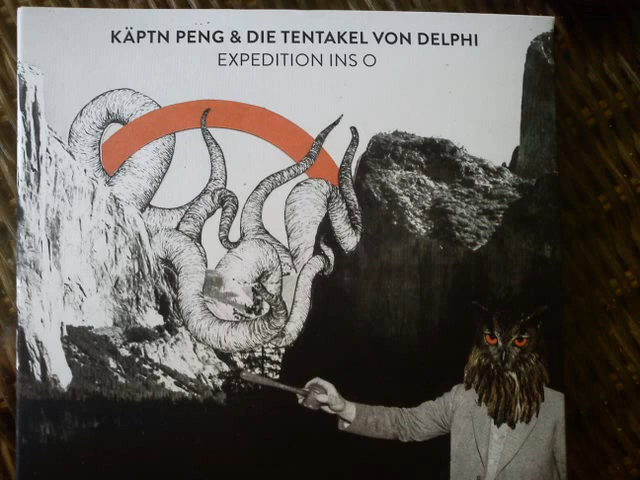 KÄPTN PENG & DIE TENTAKEL VON DELPHI
EXPEDITION INS O